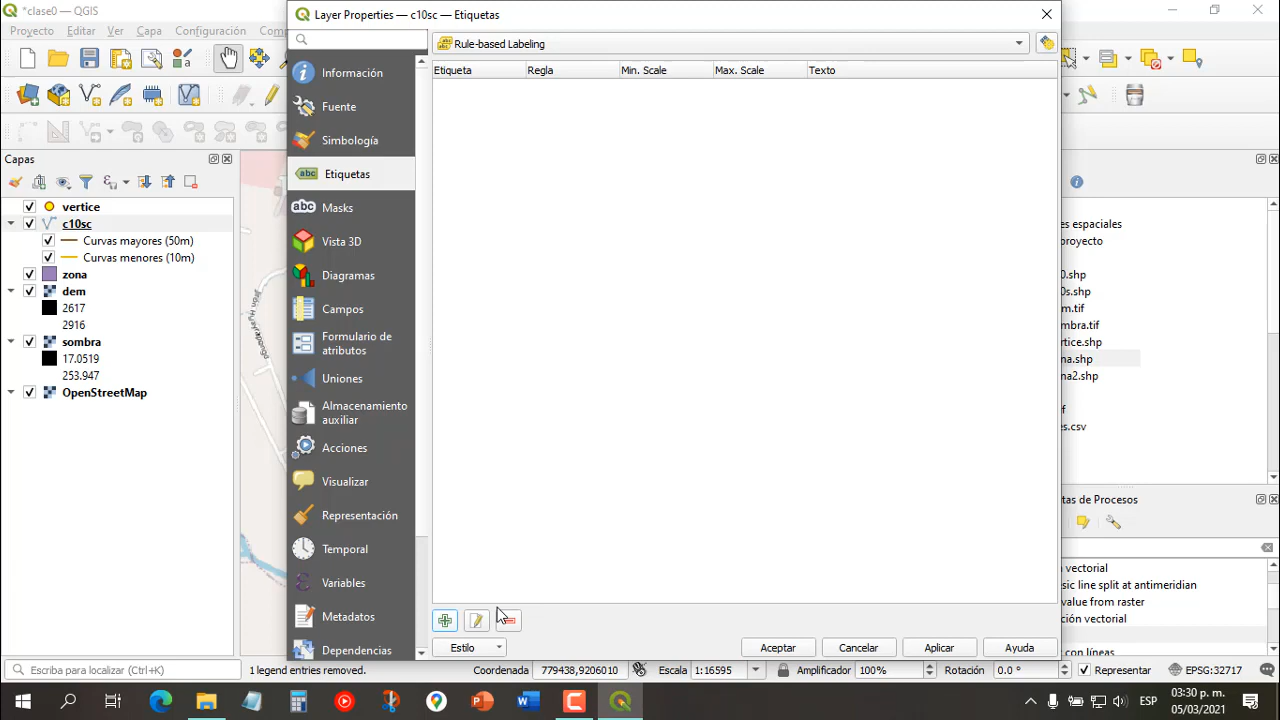 *clase0 — QGIS
Layer Properties — c10sc — Etiquetas
Proyecto Editar Ver Capa Configuración
Rule-based Labeling
Etiqueta Regla Min. Scale Max. Scale Texto
Información
Fuente
Simbología
abc Etiquetas
abc Masks
Vista 3D
Diagramas
Campos
Formulario de
atributos
Uniones
Almacenamiento
auxiliar
Acciones
Visualizar
Representación
Temporal
Variables
Metadatos
Dependencias
Capas
vertice
c10sc
Curvas mayores (50m)
Curvas menores (10m)
zona
dem
2617
2916
sombra
17.0519
253.947
OpenStreetMap
es espaciales
proyecto
0.shp
0s.shp
m.tif
mbra.tif
rtice.shp
na.shp
na2.shp
f
es.csv
tas de Procesos
ector line split at antimeridian
value from raster
ción vertical
con líneas
Estilo Aceptar Cancelar Aplicar Ayuda
Escriba para localizar (Ctrl+K) 1 legend entries removed. Coordenada 779438,9206010 Escala 1:16595 Amplificador 100% Rotación 0.0 ° Representar EPSG:32717
ESP
03:30 p. m.
05/03/2021